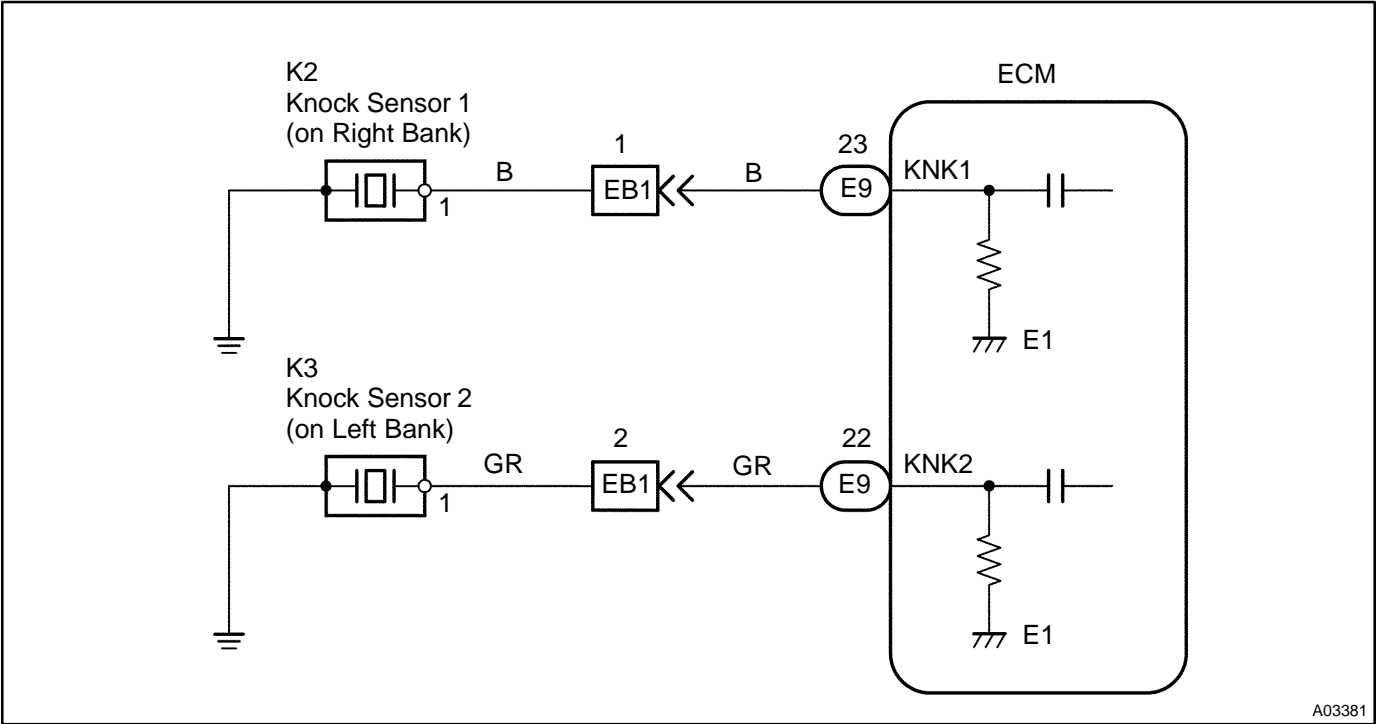 K2
Knock Sensor 1
(on Right Bank)
ECM
1
23
B
B
KNK1
EB1
E9
1
E1
K3
Knock Sensor 2
(on Left Bank)
2
22
GR
GR
KNK2
EB1
E9
1
E1
A03381